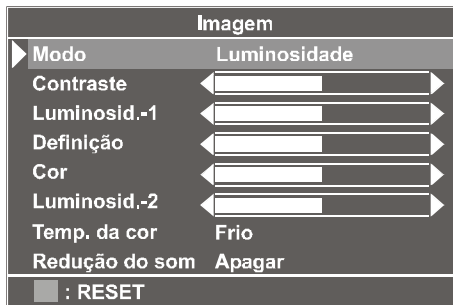 Imagem
Modo Luminosidade
Contraste
Luminosid.-1
Definição
Cor
Luminosid.-2
Temp. da cor Frio
Redução do som Apagar
: RESET